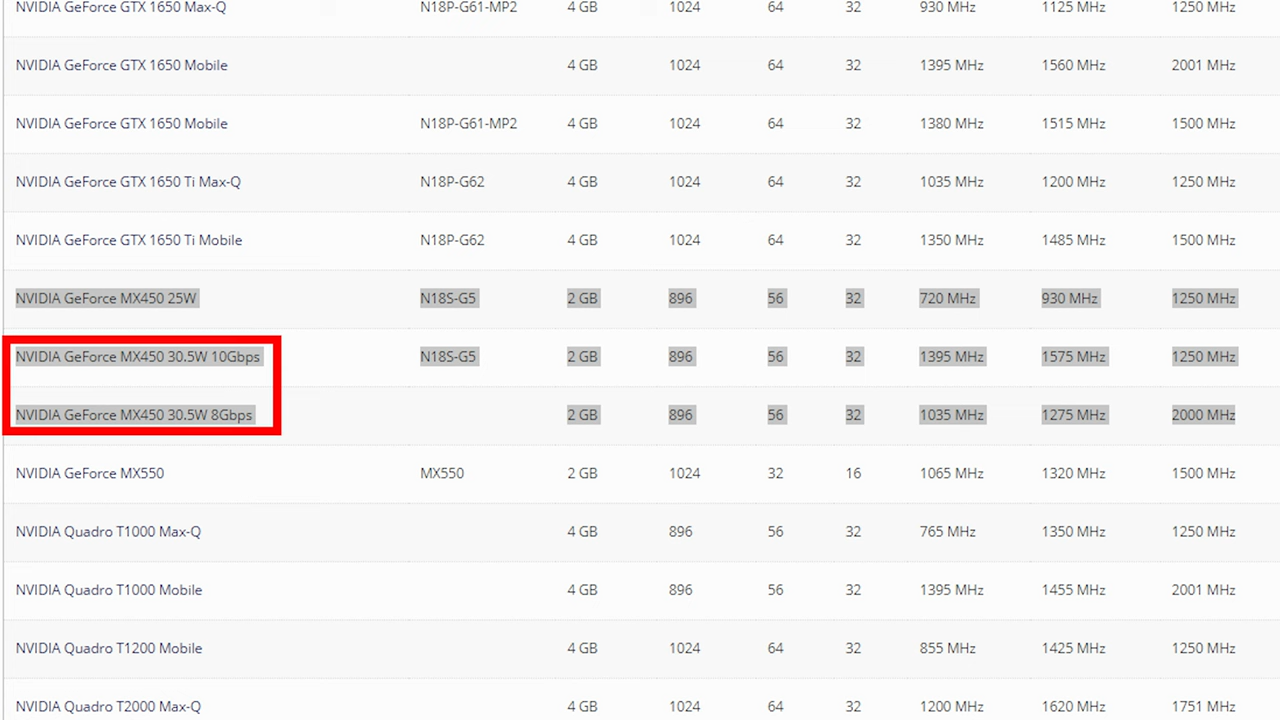 NVIDIA GeForce GTX 1650 Max-Q N18P-G61-MP2 4 GB 1024 64 32 930 MHz 1125 MHz 1250 MHz
NVIDIA GeForce GTX 1650 Mobile 4 GB 1024 64 32 1395 MHz 1560 MHz 2001 MHz
NVIDIA GeForce GTX 1650 Mobile N18P-G61-MP2 4 GB 1024 64 32 1380 MHz 1515 MHz 1500 MHz
NVIDIA GeForce GTX 1650 Ti Max-Q N18P-G62 4 GB 1024 64 32 1035 MHz 1200 MHz 1250 MHz
NVIDIA GeForce GTX 1650 Ti Mobile N18P-G62 4 GB 1024 64 32 1350 MHz 1485 MHz 1500 MHz
NVIDIA GeForce MX450 25W N18S-G5 2 GB 896 56 32 720 MHz 930 MHz 1250 MHz
NVIDIA GeForce MX450 30.5W 10Gbps N18S-G5 2 GB 896 56 32 1395 MHz 1575 MHz 1250 MHz
NVIDIA GeForce MX450 30.5W 8Gbps 2 GB 896 56 32 1035 MHz 1275 MHz 2000 MHz
NVIDIA GeForce MX550 MX550 2 GB 1024 32 16 1065 MHz 1320 MHz 1500 MHz
NVIDIA Quadro T1000 Max-Q 4 GB 896 56 32 765 MHz 1350 MHz 1250 MHz
NVIDIA Quadro T1000 Mobile 4 GB 896 56 32 1395 MHz 1455 MHz 2001 MHz
NVIDIA Quadro T1200 Mobile 4 GB 1024 64 32 855 MHz 1425 MHz 1250 MHz
NVIDIA Quadro T2000 Max-Q 4 GB 1024 64 32 1200 MHz 1620 MHz 1751 MHz